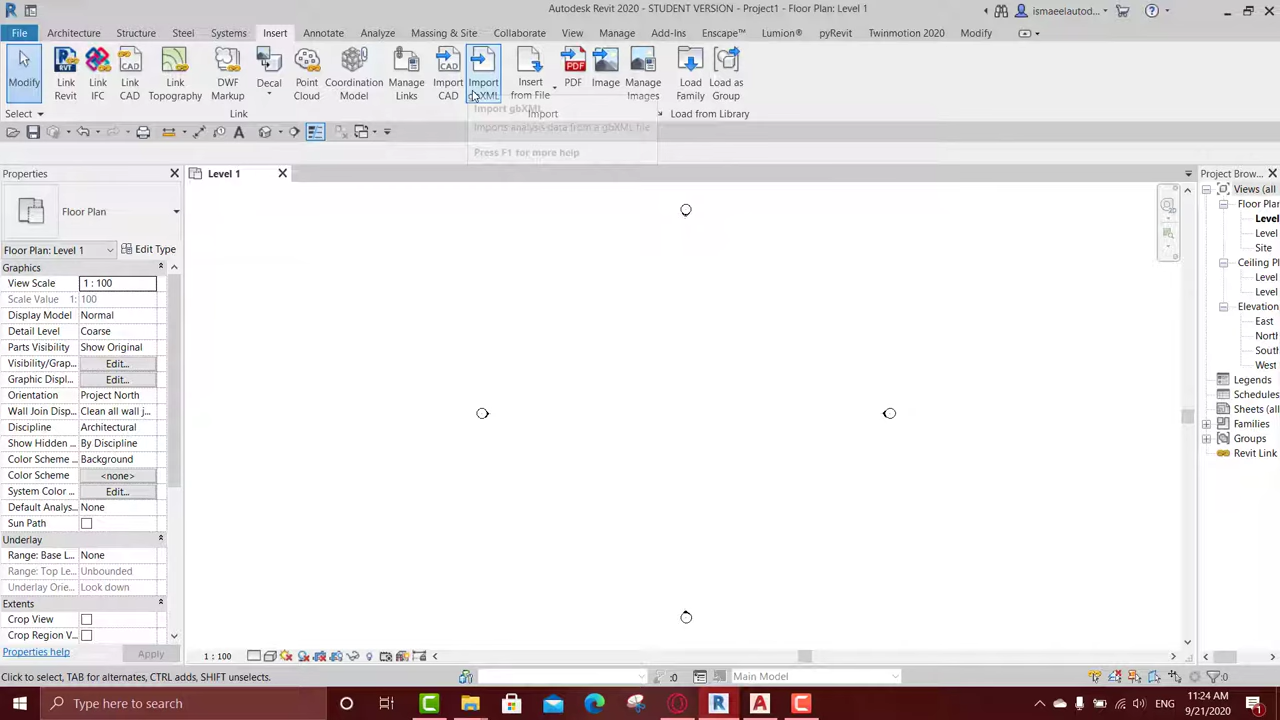 Autodesk Revit 2020 - STUDENT VERSION - Project1 - Floor Plan: Level 1
ismaeelautod...
File Architecture Structure Steel Systems Insert Annotate Analyze Massing & Site Collaborate View Manage Add-Ins Enscape™ Lumion® pyRevit Twinmotion 2020 Modify
Modify
Link Revit
Link IFC
Link CAD
Link Topography
DWF Markup
Decal
Point Cloud
Coordination Model
Manage Links
Import CAD
Import gbXML
Insert from File
PDF
Image
Manage Images
Load Family
Load as Group
Select
Link
Import
Load from Library
Import gbXML
Imports analysis data from a gbXML file
Press F1 for more help
Properties
Level 1
Project Brow...
Floor Plan
Floor Plan: Level 1
Edit Type
Graphics
View Scale 1 : 100
Scale Value 1: 100
Display Model Normal
Detail Level Coarse
Parts Visibility Show Original
Visibility/Grap... Edit...
Graphic Displ... Edit...
Orientation Project North
Wall Join Disp... Clean all wall j...
Discipline Architectural
Show Hidden ... By Discipline
Color Scheme ... Background
Color Scheme <none>
System Color ... Edit...
Default Analys... None
Sun Path
Underlay
Range: Base L... None
Range: Top Le... Unbounded
Underlay Orie... Look down
Extents
Crop View
Crop Region V...
Properties help
Apply
Views (all
Floor Plan
Level
Level
Site
Ceiling Pl
Level
Level
Elevation
East
North
South
West
Legends
Schedules
Sheets (all
Families
Groups
Revit Link
1 : 100
Click to select, TAB for alternates, CTRL adds, SHIFT unselects.
:0
Main Model
:0
Type here to search
ENG
11:24 AM
9/21/2020